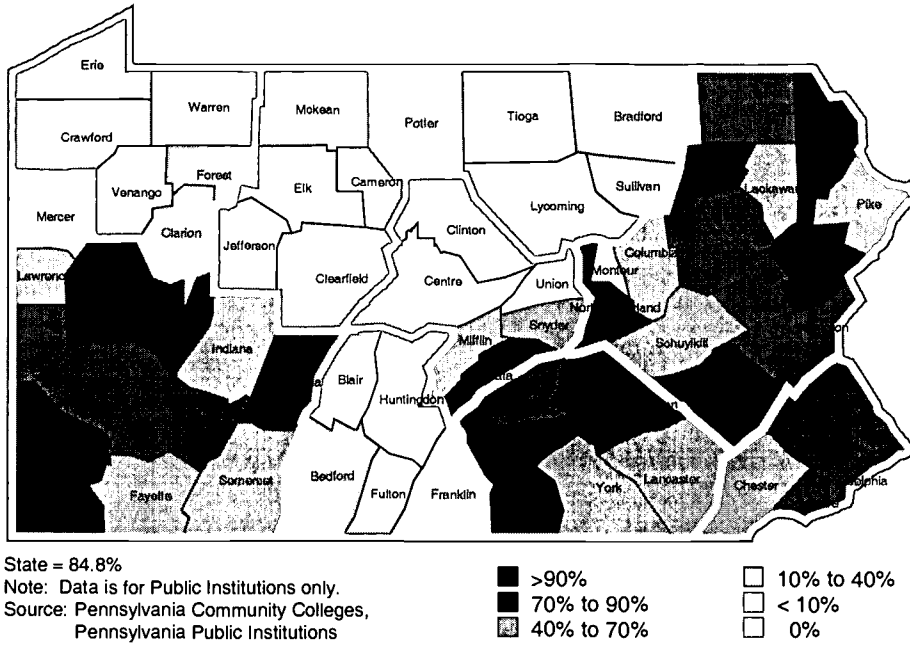 Erie
Warren
Mckean
Potter
Tioga
Bradford
Crawford
Forest
Venango
Elk
Cameron
Sullivan
Lackawan
Pike
Mercer
Clarion
Jefferson
Clinton
Lycoming
Columbia
Lawrenc
Clearfield
Centre
Union
Montour
Indiana
Snyder
Mifflin
Schuylkill
Blair
Huntingdon
Fayette
Somerset
Bedford
Fulton
Franklin
York
Lancaster
Chester
State = 84.8%
Note: Data is for Public Institutions only.
Source: Pennsylvania Community Colleges,
Pennsylvania Public Institutions
>90%
70% to 90%
40% to 70%
10% to 40%
< 10%
0%